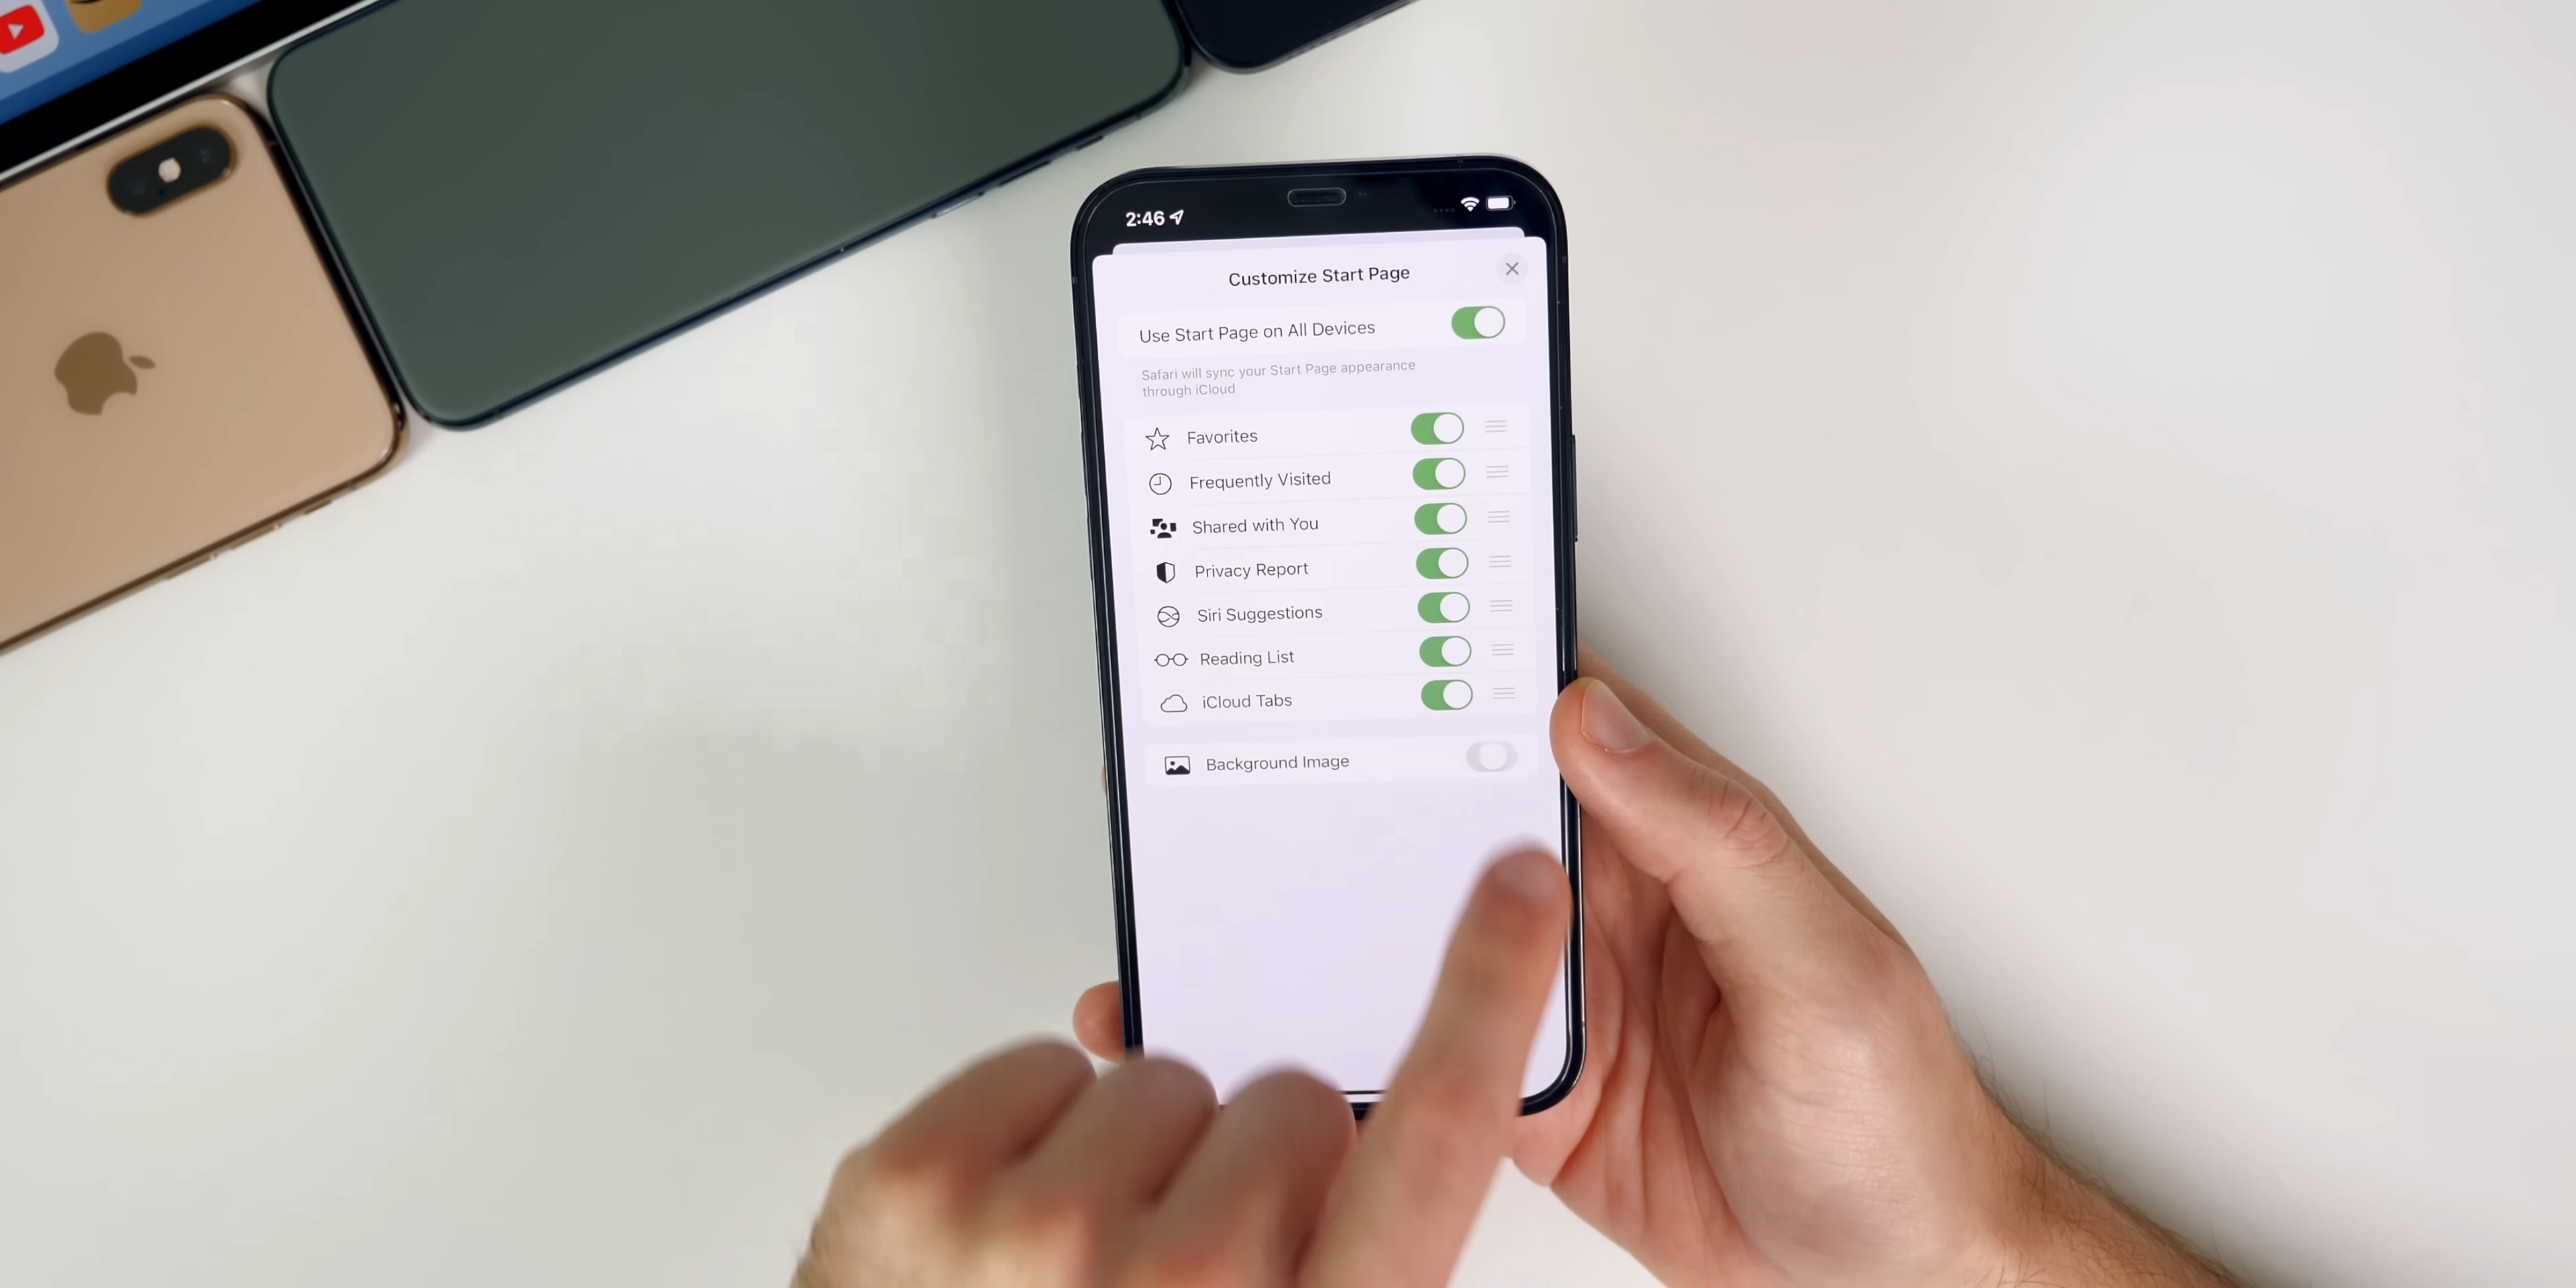 2:46
Customize Start Page
Use Start Page on All Devices
Safari will sync your Start Page appearance
through iCloud
Favorites
Frequently Visited
Shared with You
Privacy Report
Siri Suggestions
Reading List
iCloud Tabs
Background Image